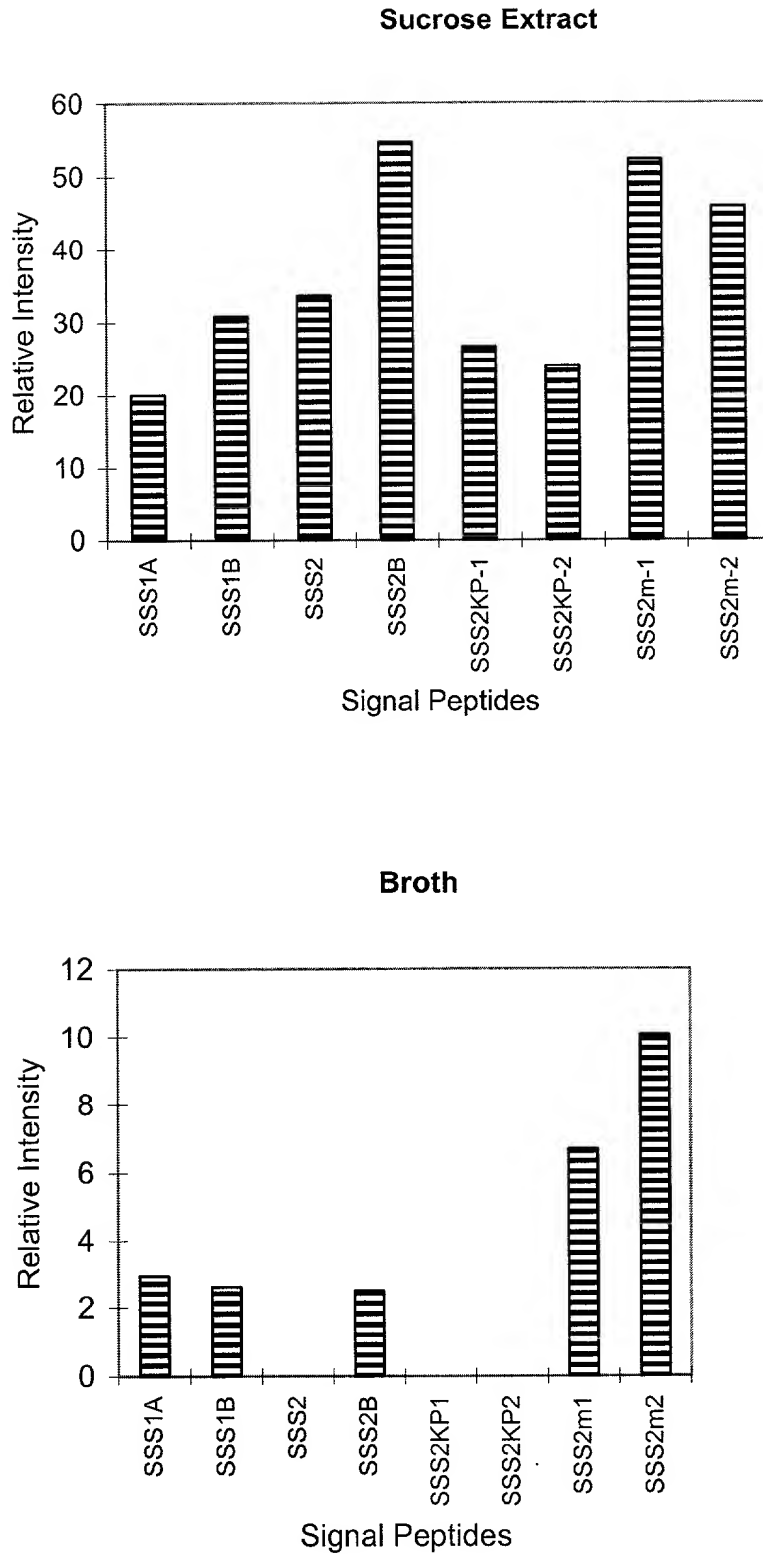 Sucrose Extract
60
50
40
30
20
10
0
Relative Intensity
SSS1A
SSS1B
SSS2
SSS2B
SSS2KP-1
SSS2KP-2
SSS2m-1
SSS2m-2
Signal Peptides
Broth
12
10
8
6
4
2
0
Relative Intensity
SSS1A
SSS1B
SSS2
SSS2B
SSS2KP1
SSS2KP2
SSS2m1
SSS2m2
Signal Peptides